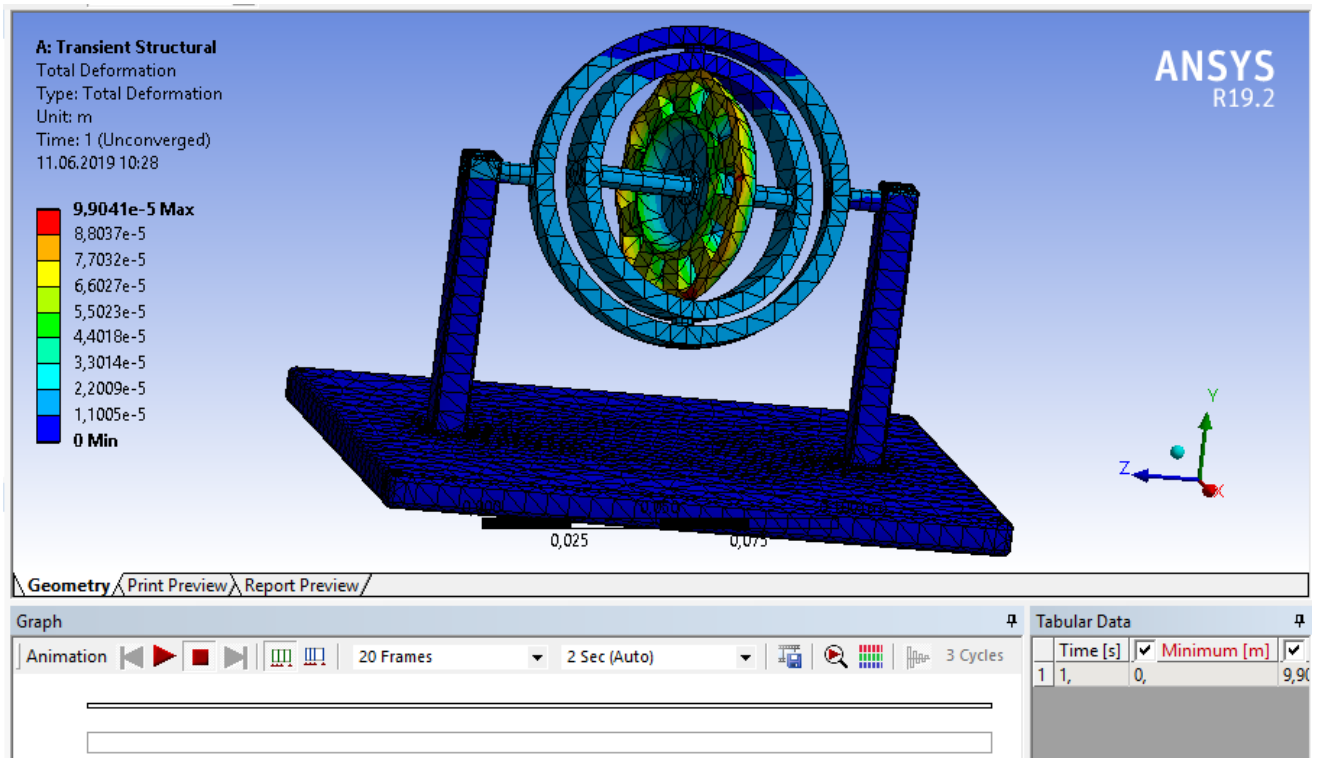 A: Transient Structural
Total Deformation
Type: Total Deformation
Unit: m
Time: 1 (Unconverged)
11.06.2019 10:28
9,9041e-5 Max
8,8037e-5
7,7032e-5
6,6027e-5
5,5023e-5
4,4018e-5
3,3014e-5
2,2009e-5
1,1005e-5
0 Min
ANSYS
R19.2
Y
Z
X
0,025
0,075
Geometry
Print Preview
Report Preview
Graph
Animation
20 Frames
2 Sec (Auto)
3 Cycles
Tabular Data
Time [s]
Minimum [m]
1
1,
0,
9,90